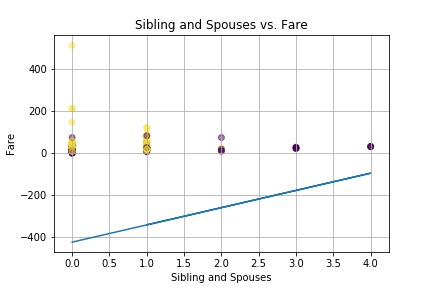 Sibling and Spouses vs. Fare
400
200
0
−200
−400
Fare
0.0 0.5 1.0 1.5 2.0 2.5 3.0 3.5 4.0
Sibling and Spouses